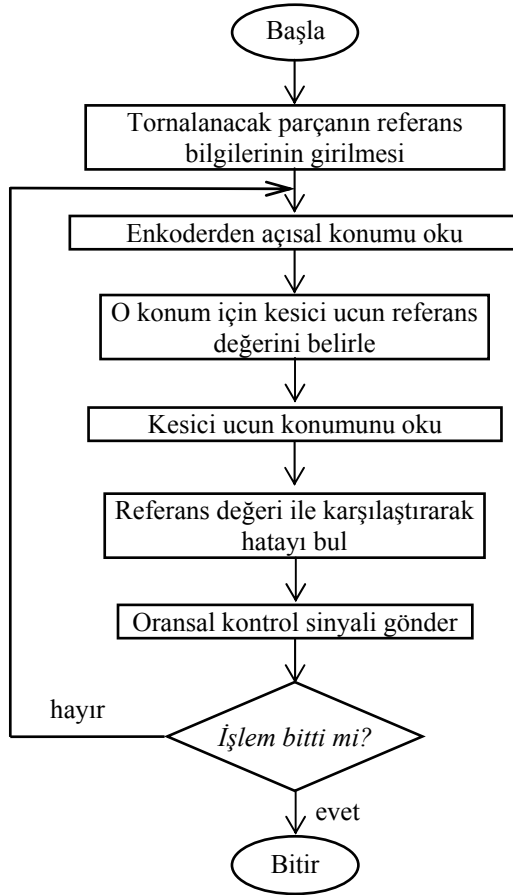 Başla
Tornalanacak parçanın referans
bilgilerinin girilmesi
Enkoderden açısal konumu oku
O konum için kesici ucun referans
değerini belirle
Kesici ucun konumunu oku
Referans değeri ile karşılaştırarak
hatayı bul
Oransal kontrol sinyali gönder
hayır
İşlem bitti mi?
evet
Bitir